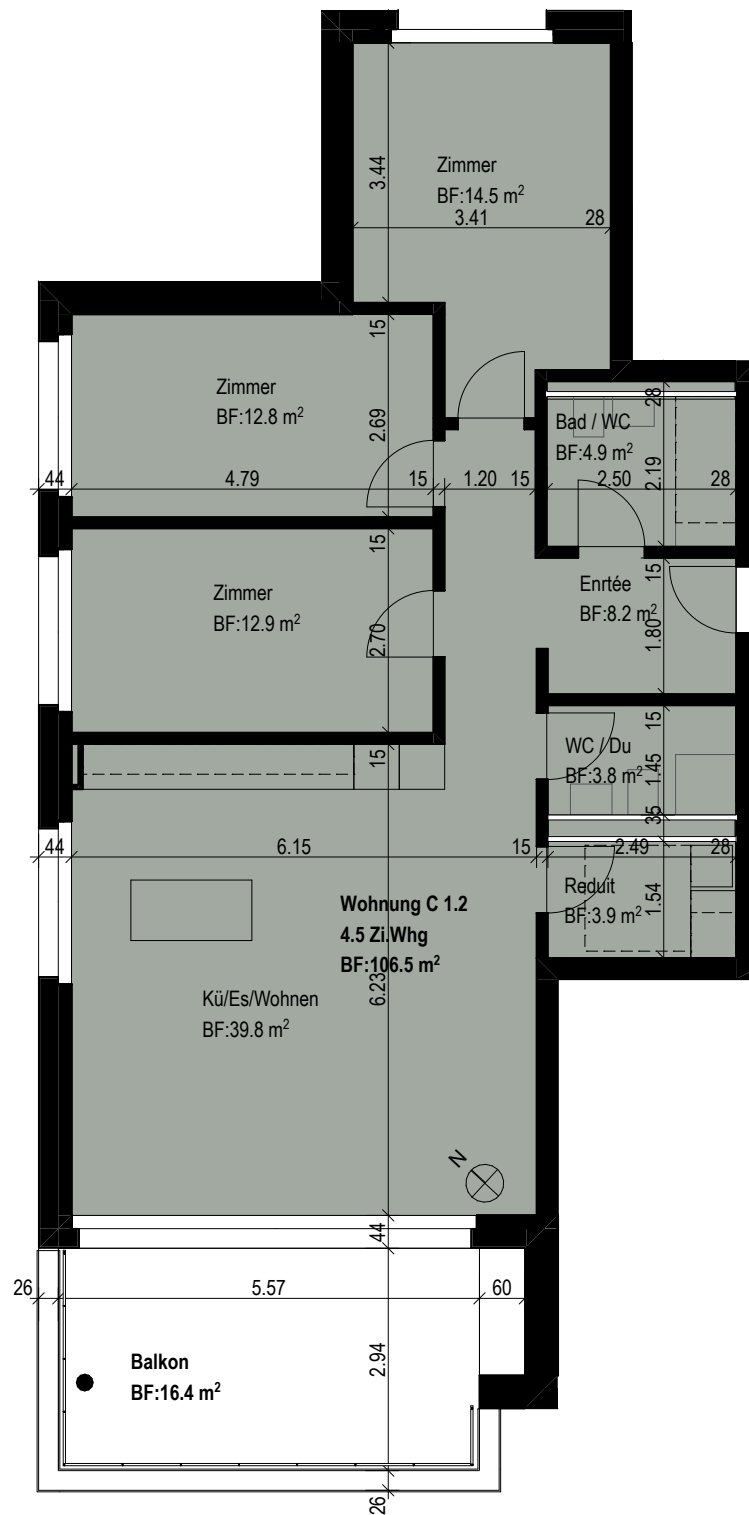 Zimmer
BF:14.5 m²
3.44
3.41
28
15
Zimmer
BF:12.8 m²
2.69
28
Bad / WC
BF:4.9 m²
2.19
44
4.79
15
1.20
15
2.50
28
15
Zimmer
BF:12.9 m²
2.70
15
Enrtée
BF:8.2 m²
1.80
15
15
WC / Du
BF:3.8 m²
1.45
35
44
6.15
15
2.49
28
Reduit
BF:3.9 m²
1.54
Wohnung C 1.2
4.5 Zi.Whg
BF:106.5 m²
6.23
Kü/Es/Wohnen
BF:39.8 m²
N
44
26
5.57
60
2.94
Balkon
BF:16.4 m²
26